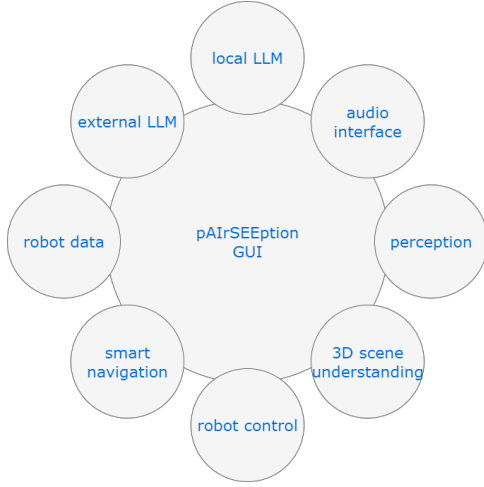 local LLM
external LLM
audio
interface
pAIrSEEption
GUI
robot data
perception
smart
navigation
3D scene
understanding
robot control